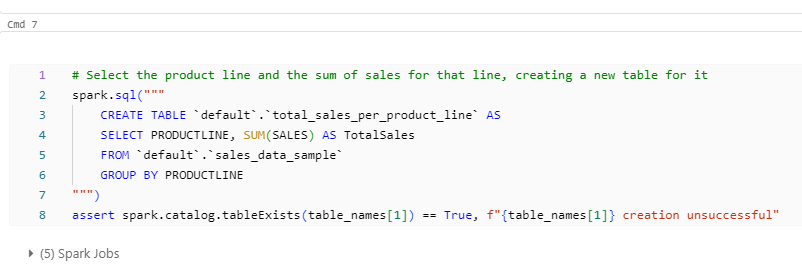 Cmd 7
1 # Select the product line and the sum of sales for that line, creating a new table for it
2 spark.sql("""
3     CREATE TABLE `default`.`total_sales_per_product_line` AS
4     SELECT PRODUCTLINE, SUM(SALES) AS TotalSales
5     FROM `default`.`sales_data_sample`
6     GROUP BY PRODUCTLINE
7 """)
8 assert spark.catalog.tableExists(table_names[1]) == True, f"{table_names[1]} creation unsuccessful"
(5) Spark Jobs